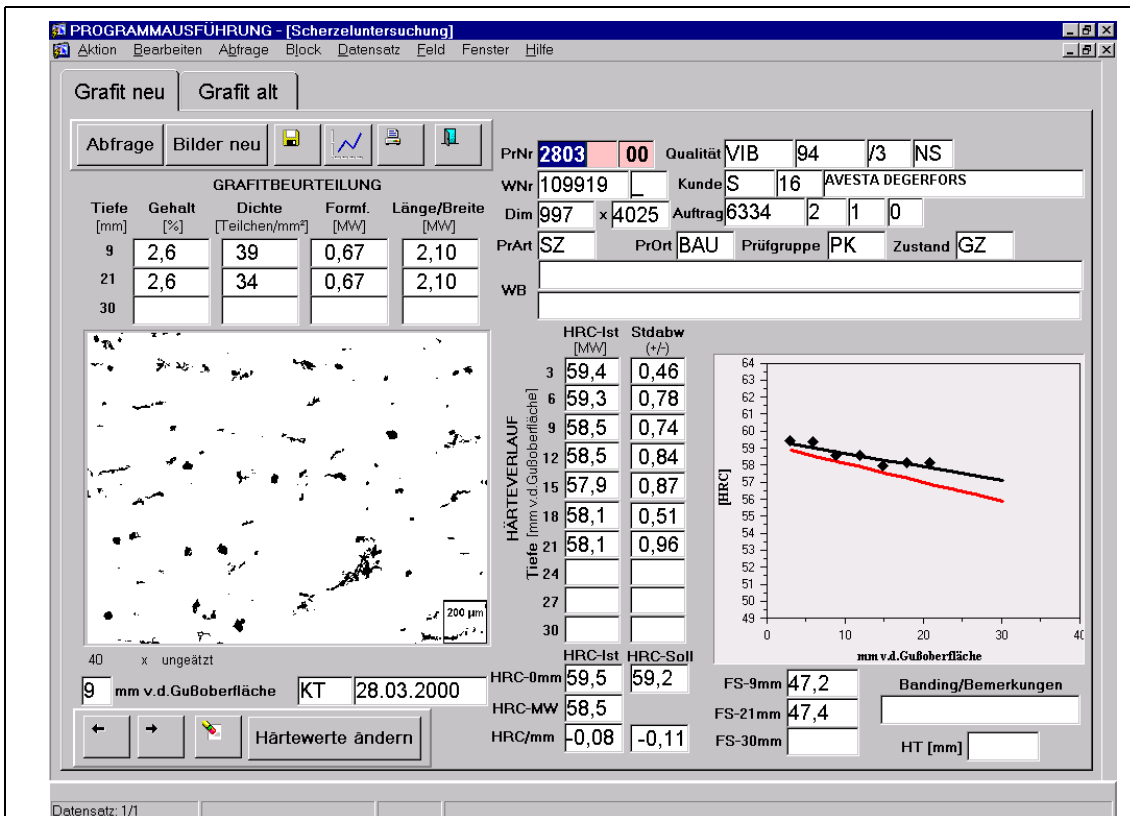 PROGRAMMAUSFÜHRUNG - [Scherzeluntersuchung]
Aktion Bearbeiten Abfrage Block Datensatz Feld Fenster Hilfe
Grafit neu Grafit alt
Abfrage Bilder neu
PrNr 2803 00 Qualität VIB 94 /3 NS
WNr 109919 _ Kunde S 16 AVESTA DEGERFORS
Dim 997 x 4025 Auftrag 6334 2 1 0
PrArt SZ PrOrt BAU Prüfgruppe PK Zustand GZ
WB
GRAFITBEURTEILUNG
Tiefe Gehalt Dichte Formf. Länge/Breite
[mm] [%] [Teilchen/mm²] [MW] [MW]
9 2,6 39 0,67 2,10
21 2,6 34 0,67 2,10
30
200 µm
40 x ungeätzt
9 mm v.d.Gußoberfläche KT 28.03.2000
Härtewerte ändern
HÄRTEVERLAUF
Tiefe [mm v.d.Gußoberfläche]
HRC-Ist Stdabw
[MW] (+/-)
3 59,4 0,46
6 59,3 0,78
9 58,5 0,74
12 58,5 0,84
15 57,9 0,87
18 58,1 0,51
21 58,1 0,96
24
27
30
HRC-Ist HRC-Soll
HRC-0mm 59,5 59,2
HRC-MW 58,5
HRC/mm -0,08 -0,11
[HRC]
64
63
62
61
60
59
58
57
56
55
54
53
52
51
50
49
0 10 20 30 40
mm v.d.Gußoberfläche
FS-9mm 47,2
FS-21mm 47,4
FS-30mm
Banding/Bemerkungen
HT [mm]
Datensatz: 1/1